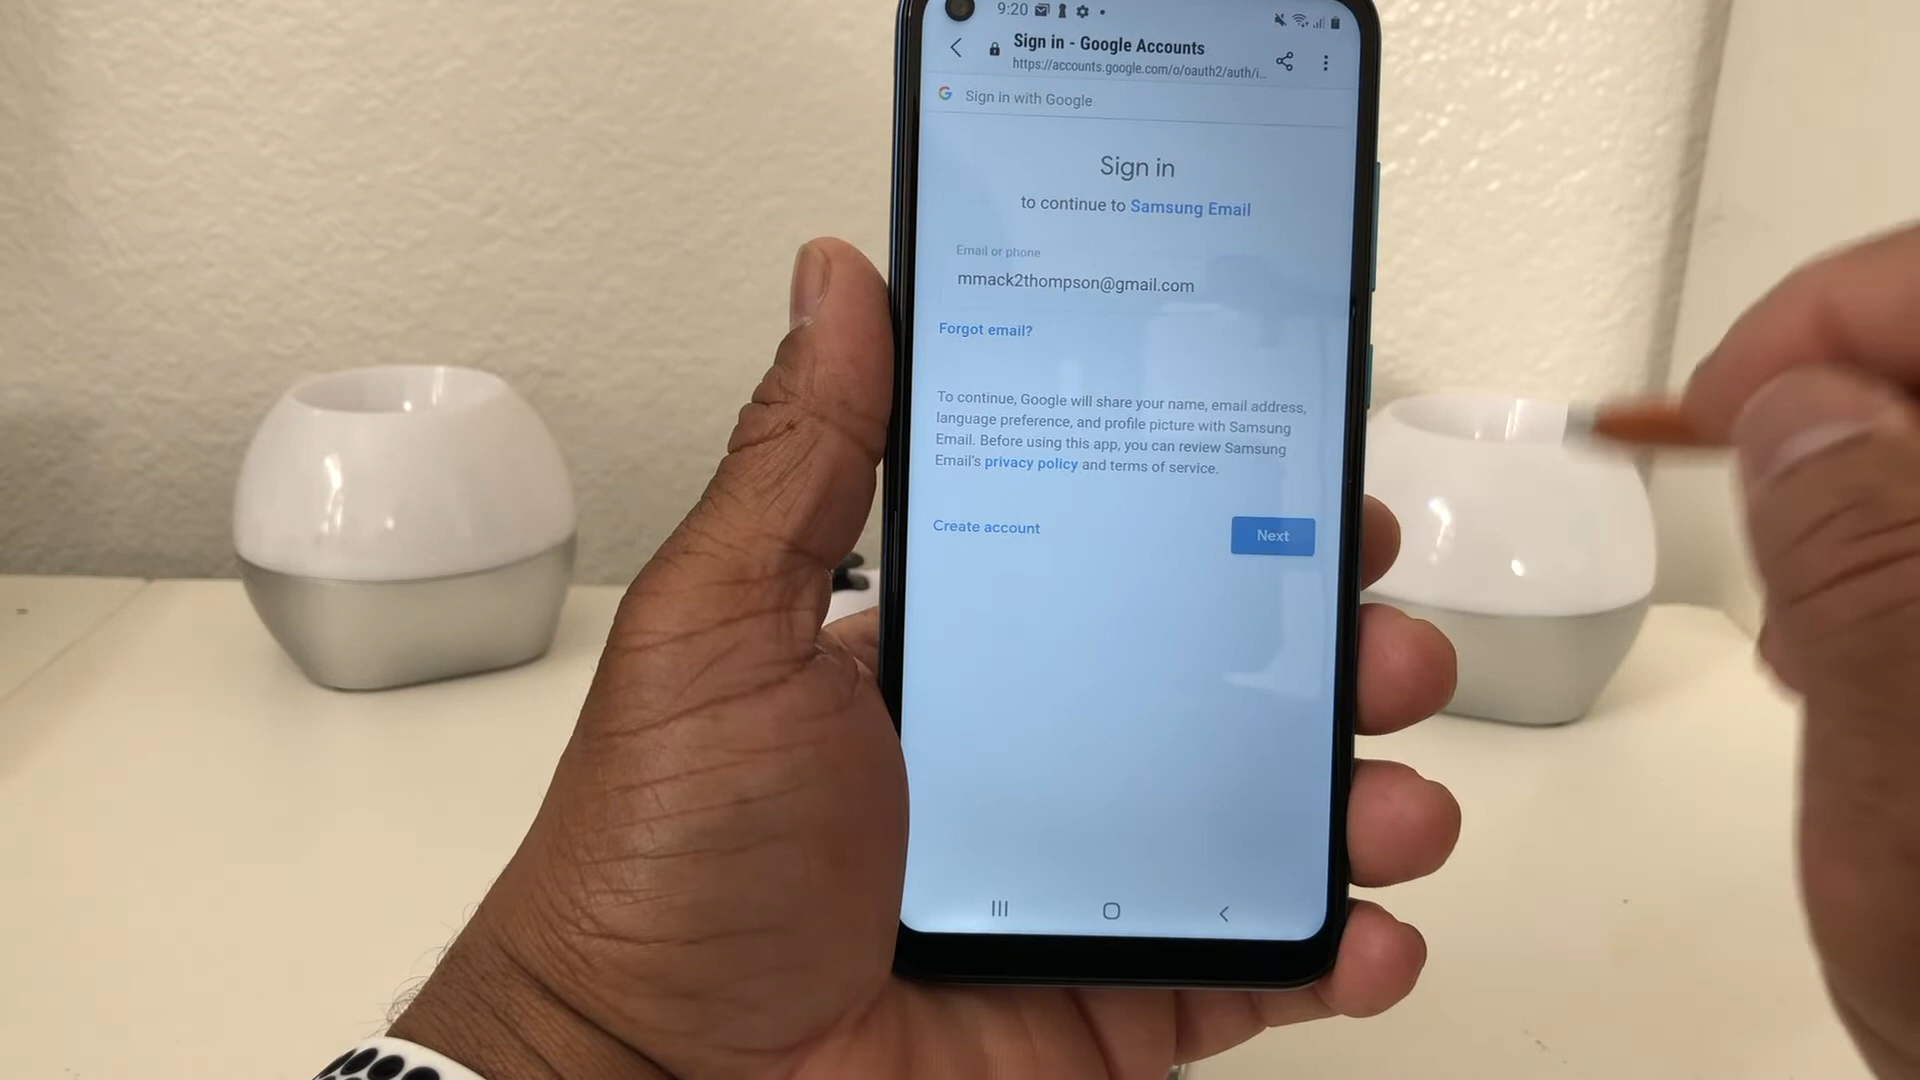 9:20
Sign in - Google Accounts
https://accounts.google.com/o/oauth2/auth/i...
Sign in with Google
Sign in
to continue to Samsung Email
Email or phone
mmack2thompson@gmail.com
Forgot email?
To continue, Google will share your name, email address,
language preference, and profile picture with Samsung
Email. Before using this app, you can review Samsung
Email's privacy policy and terms of service.
Create account
Next